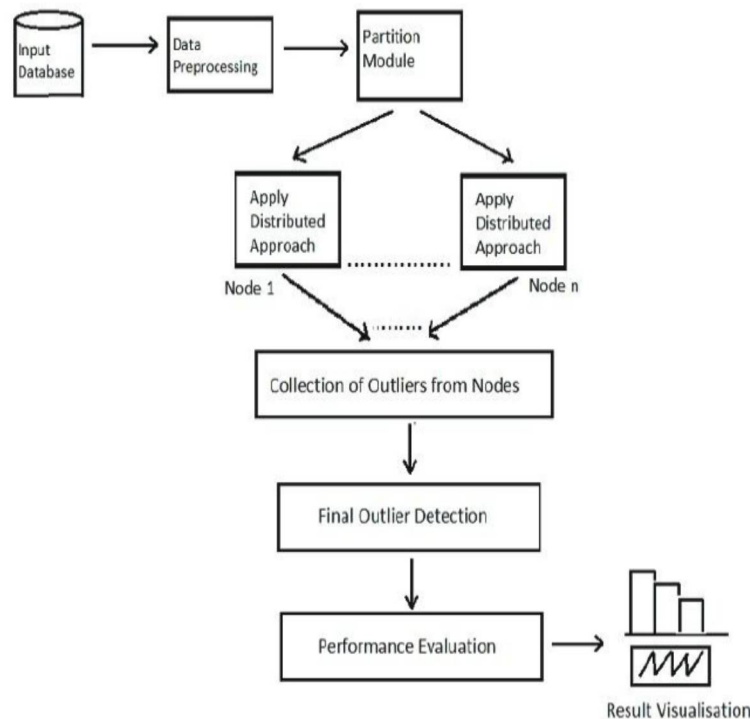 Input
Database
Data
Preprocessing
Partition
Module
Apply
Distributed
Approach
Apply
Distributed
Approach
Node 1
Node n
Collection of Outliers from Nodes
Final Outlier Detection
Performance Evaluation
Result Visualisation